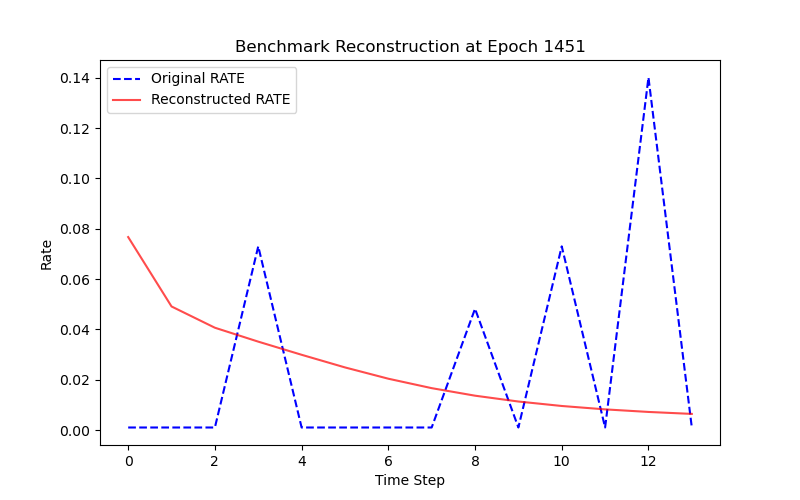 Benchmark Reconstruction at Epoch 1451
Original RATE
Reconstructed RATE
0.14
0.12
0.10
0.08
0.06
0.04
0.02
0.00
Rate
0 2 4 6 8 10 12
Time Step